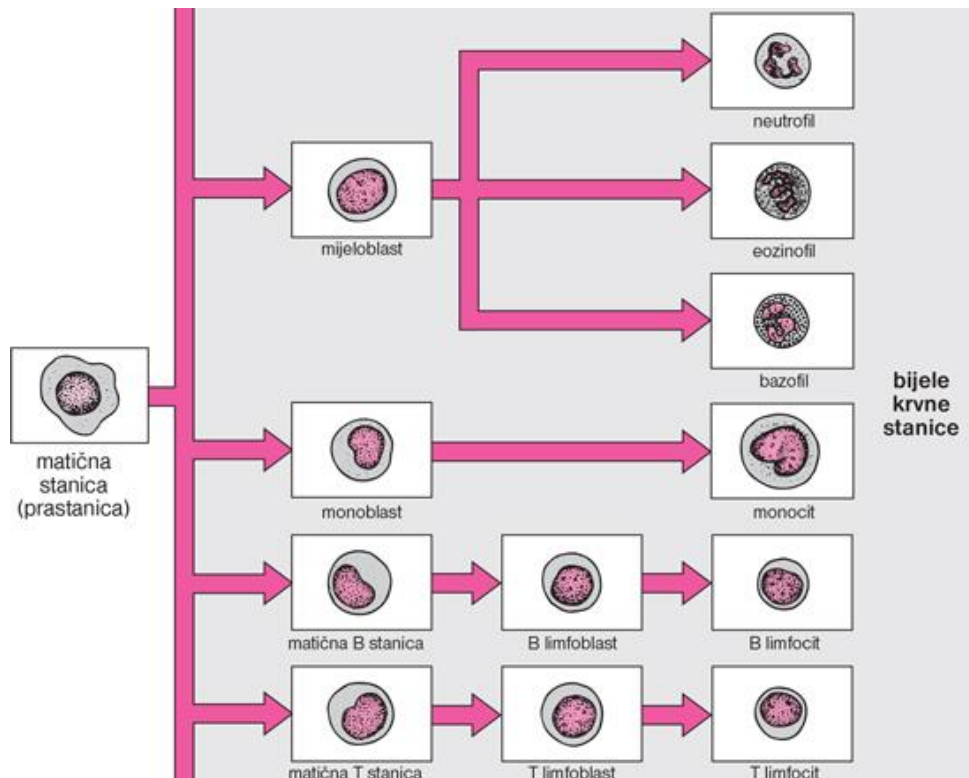 neutrofil
mijeloblast
eozinofil
bazofil
bijele
krvne
stanice
matična
stanica
(prastanica)
monoblast
monocit
matična B stanica
B limfoblast
B limfocit
matična T stanica
T limfoblast
T limfocit